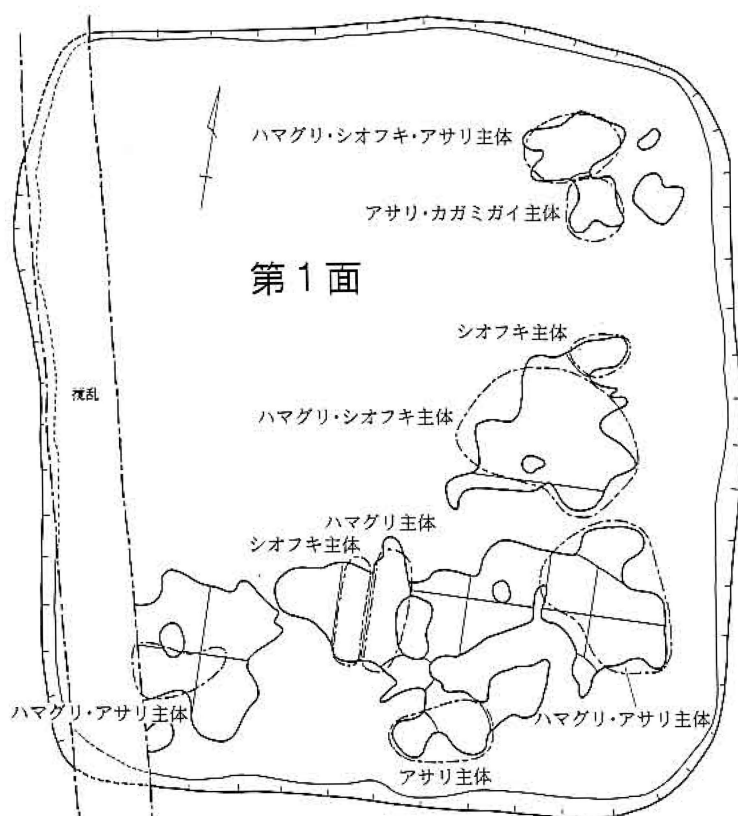 ハマグリ・シオフキ・アサリ主体
アサリ・カガミガイ主体
第1面
シオフキ主体
攪乱
ハマグリ・シオフキ主体
ハマグリ主体
シオフキ主体
ハマグリ・アサリ主体
ハマグリ・アサリ主体
アサリ主体